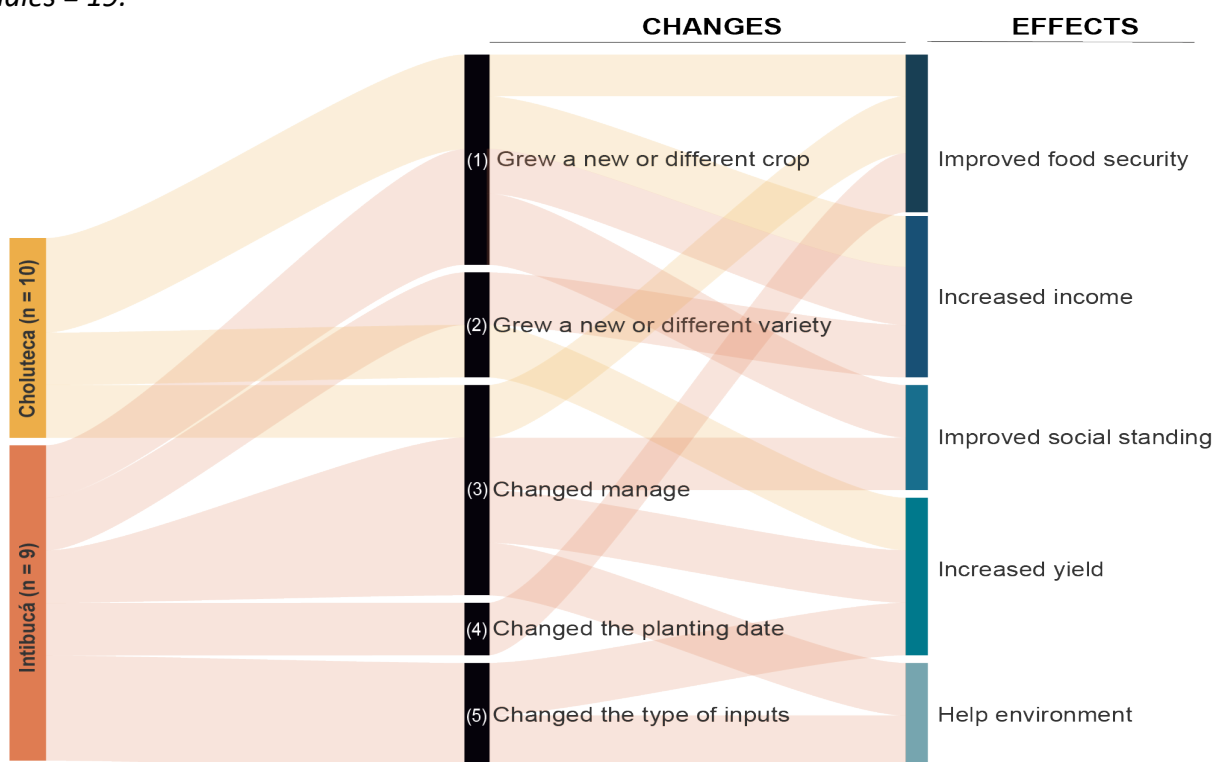 CHANGES
EFFECTS
Choluteca (n = 10)
Intibucá (n = 9)
(1) Grew a new or different crop
(2) Grew a new or different variety
(3) Changed manage
(4) Changed the planting date
(5) Changed the type of inputs
Improved food security
Increased income
Improved social standing
Increased yield
Help environment